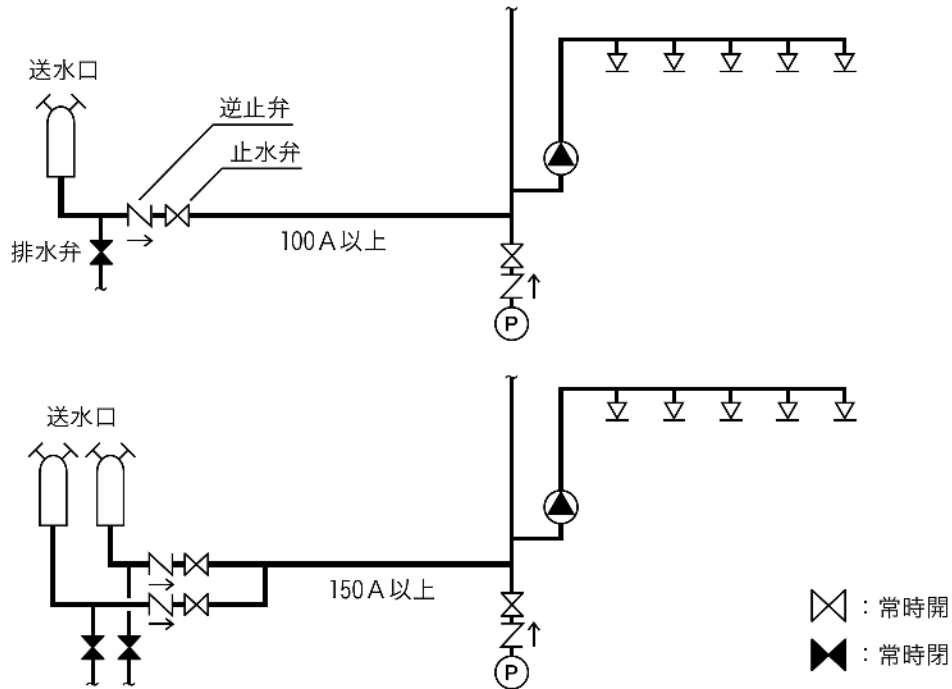 送水口
逆止弁
止水弁
排水弁
100A以上
P
送水口
150A以上
P
：常時開
：常時閉